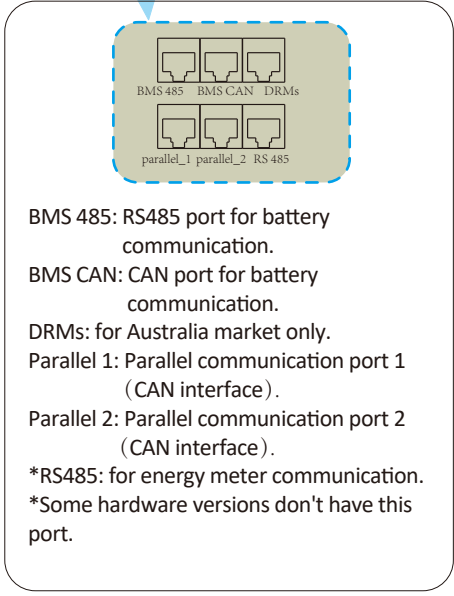 BMS 485 BMS CAN DRMs
parallel_1 parallel_2 RS 485
BMS 485: RS485 port for battery
communication.
BMS CAN: CAN port for battery
communication.
DRMs: for Australia market only.
Parallel 1: Parallel communication port 1
（CAN interface）.
Parallel 2: Parallel communication port 2
（CAN interface）.
*RS485: for energy meter communication.
*Some hardware versions don't have this
port.